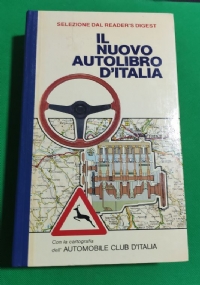 SELEZIONE DAL READER'S DIGEST
IL
NUOVO
AUTOLIBRO
D'ITALIA
Con la cartografia
dell' AUTOMOBILE CLUB D'ITALIA